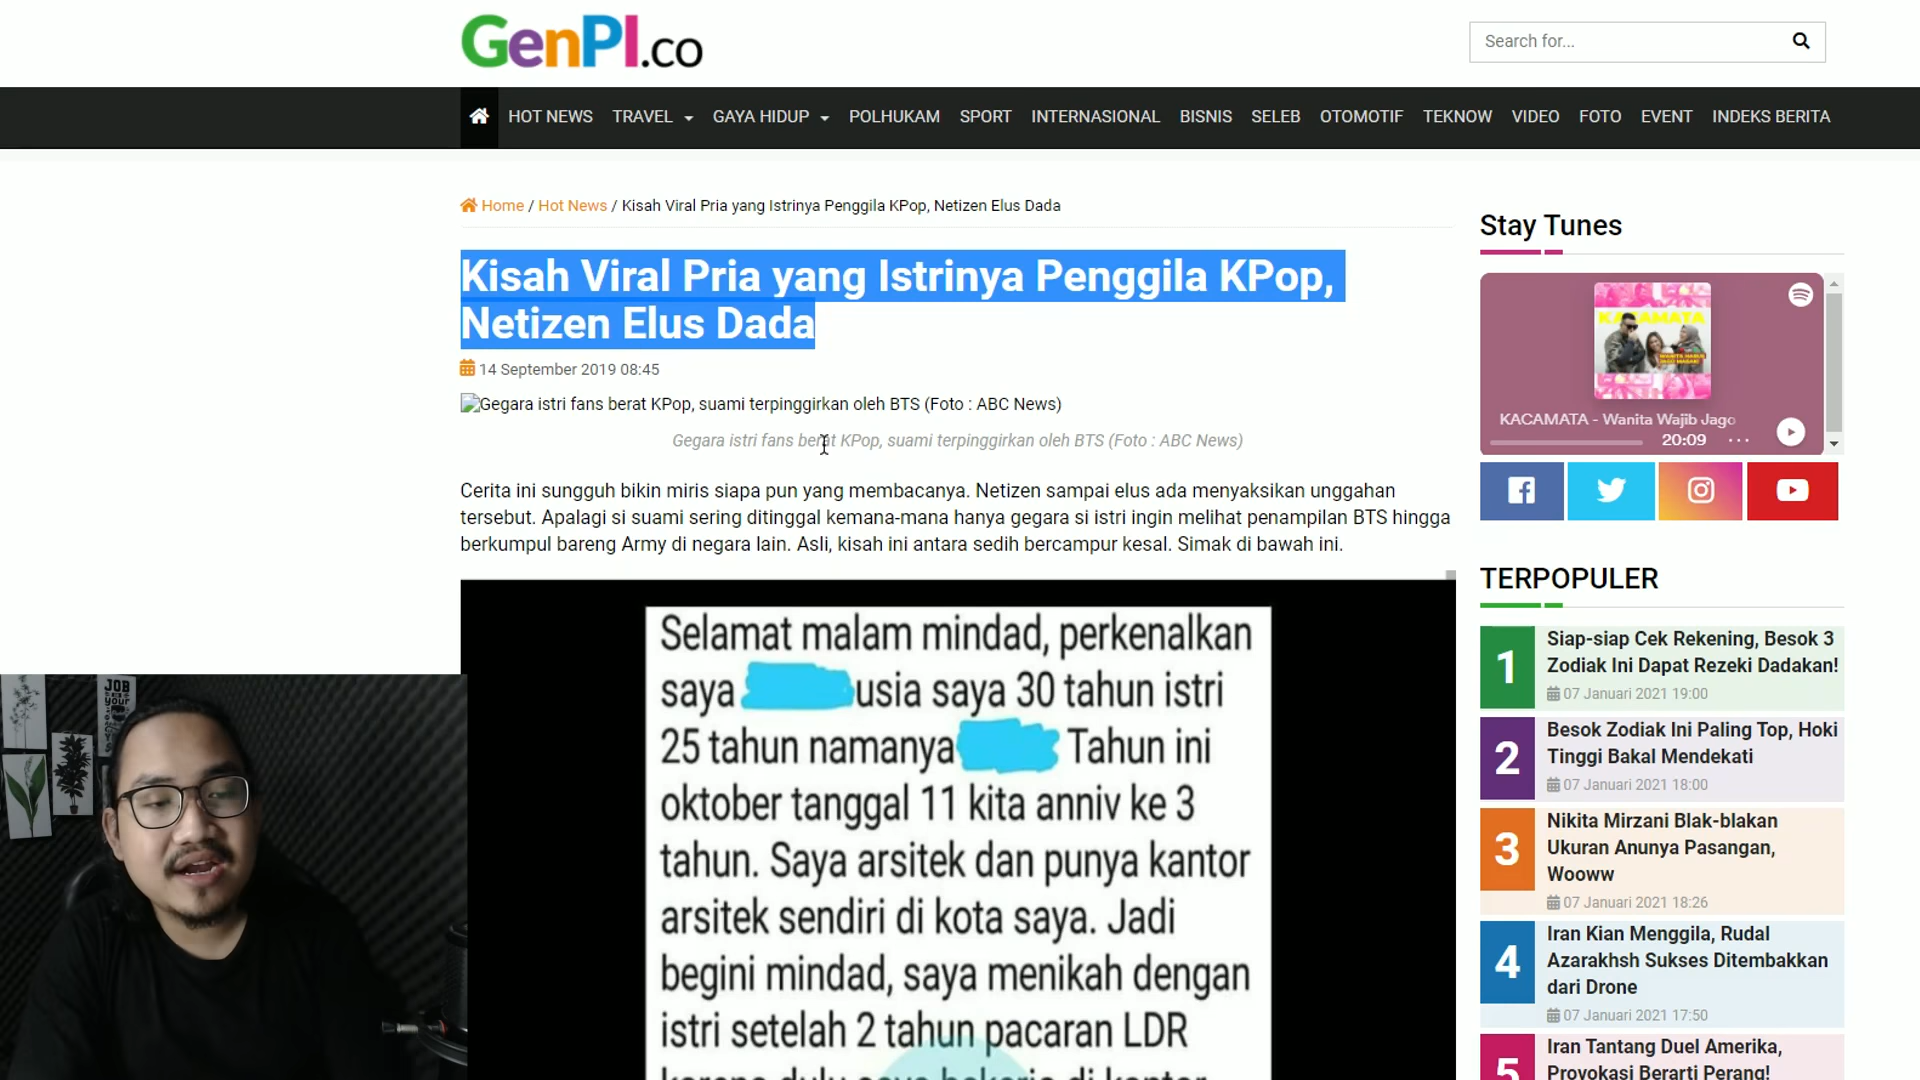 GenPI.co
Search for...
HOT NEWS TRAVEL GAYA HIDUP POLHUKAM SPORT INTERNASIONAL BISNIS SELEB OTOMOTIF TEKNOW VIDEO FOTO EVENT INDEKS BERITA
Home / Hot News / Kisah Viral Pria yang Istrinya Penggila KPop, Netizen Elus Dada
Kisah Viral Pria yang Istrinya Penggila KPop,
Netizen Elus Dada
14 September 2019 08:45
Gegara istri fans berat KPop, suami terpinggirkan oleh BTS (Foto : ABC News)
Gegara istri fans berat KPop, suami terpinggirkan oleh BTS (Foto : ABC News)
Cerita ini sungguh bikin miris siapa pun yang membacanya. Netizen sampai elus ada menyaksikan unggahan
tersebut. Apalagi si suami sering ditinggal kemana-mana hanya gegara si istri ingin melihat penampilan BTS hingga
berkumpul bareng Army di negara lain. Asli, kisah ini antara sedih bercampur kesal. Simak di bawah ini.
Selamat malam mindad, perkenalkan
saya usia saya 30 tahun istri
25 tahun namanya Tahun ini
oktober tanggal 11 kita anniv ke 3
tahun. Saya arsitek dan punya kantor
arsitek sendiri di kota saya. Jadi
begini mindad, saya menikah dengan
istri setelah 2 tahun pacaran LDR
karena dulu saya bekerja di kantor
Stay Tunes
KACAMATA
KACAMATA - Wanita Wajib Jago
20:09
TERPOPULER
1
Siap-siap Cek Rekening, Besok 3
Zodiak Ini Dapat Rezeki Dadakan!
07 Januari 2021 19:00
2
Besok Zodiak Ini Paling Top, Hoki
Tinggi Bakal Mendekati
07 Januari 2021 18:00
3
Nikita Mirzani Blak-blakan
Ukuran Anunya Pasangan,
Wooww
07 Januari 2021 18:26
4
Iran Kian Menggila, Rudal
Azarakhsh Sukses Ditembakkan
dari Drone
07 Januari 2021 17:50
5
Iran Tantang Duel Amerika,
Provokasi Berarti Perang!
JOB